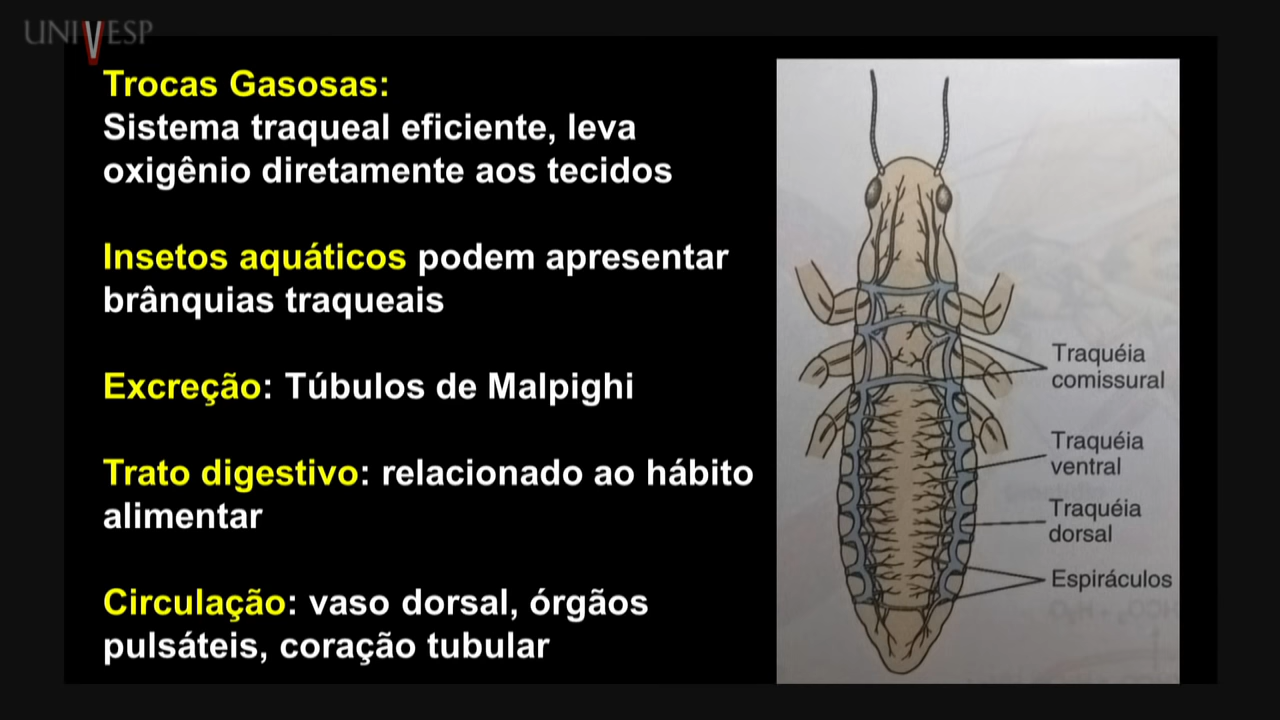 UNIVESP
Trocas Gasosas:
Sistema traqueal eficiente, leva
oxigênio diretamente aos tecidos
Insetos aquáticos podem apresentar
brânquias traqueais
Excreção: Túbulos de Malpighi
Trato digestivo: relacionado ao hábito
alimentar
Circulação: vaso dorsal, órgãos
pulsáteis, coração tubular
Traquéia
comissural
Traquéia
ventral
Traquéia
dorsal
Espiráculos